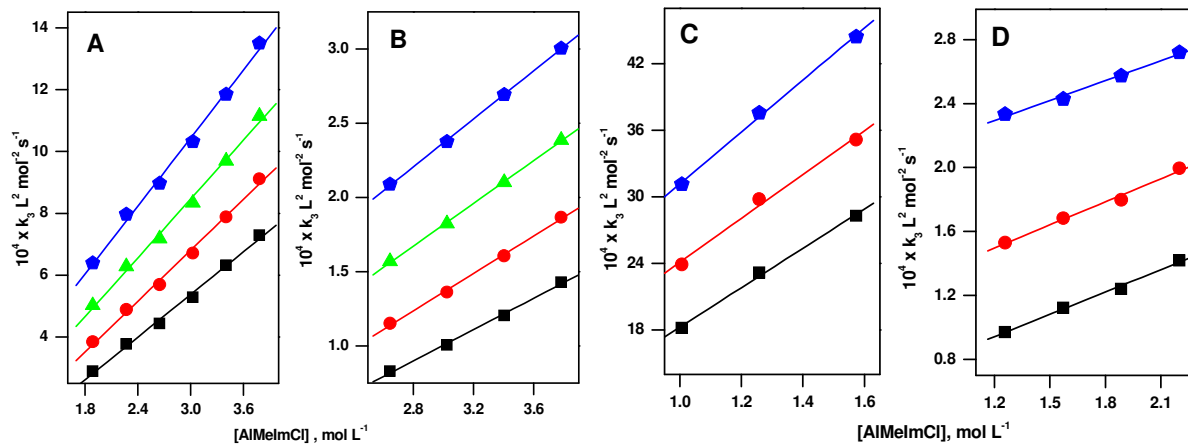 A
14
12
10
8
6
4
10⁴ x k₃ L² mol⁻² s⁻¹
1.8 2.4 3.0 3.6
B
3.0
2.5
2.0
1.5
1.0
10⁴ x k₃ L² mol⁻² s⁻¹
2.8 3.2 3.6
[AlMeImCl] , mol L⁻¹
C
42
36
30
24
18
10⁴ x k₃ L² mol⁻² s⁻¹
1.0 1.2 1.4 1.6
D
2.8
2.4
2.0
1.6
1.2
0.8
10⁴ x k₃ L² mol⁻² s⁻¹
1.2 1.5 1.8 2.1
[AlMeImCl], mol L⁻¹